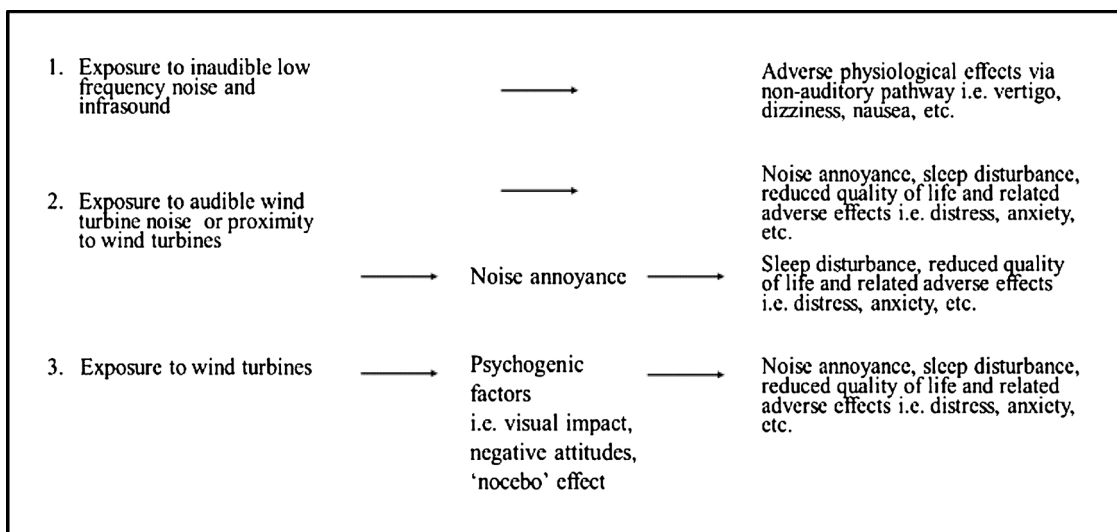 1. Exposure to inaudible low
frequency noise and
infrasound
Adverse physiological effects via
non-auditory pathway i.e. vertigo,
dizziness, nausea, etc.
2. Exposure to audible wind
turbine noise or proximity
to wind turbines
Noise annoyance, sleep disturbance,
reduced quality of life and related
adverse effects i.e. distress, anxiety,
etc.
Noise annoyance
Sleep disturbance, reduced quality
of life and related adverse effects
i.e. distress, anxiety, etc.
3. Exposure to wind turbines
Psychogenic
factors
i.e. visual impact,
negative attitudes,
‘nocebo’ effect
Noise annoyance, sleep disturbance,
reduced quality of life and related
adverse effects i.e. distress, anxiety,
etc.